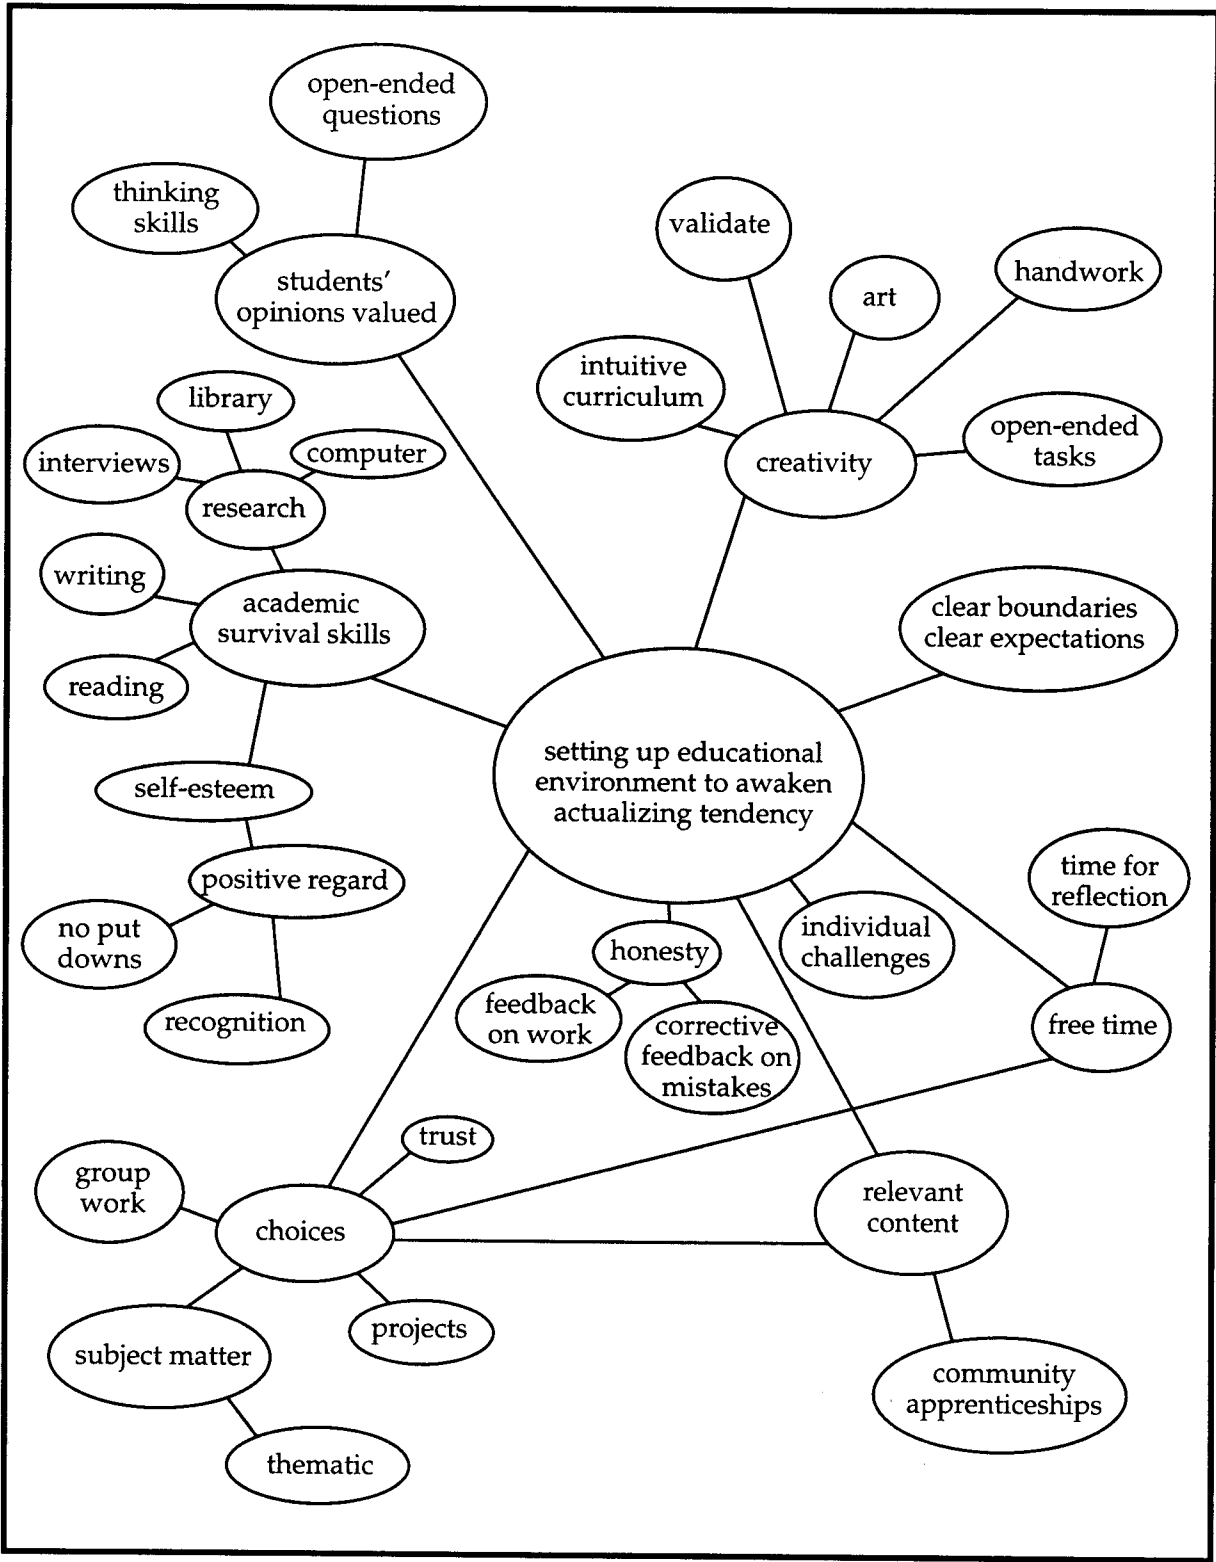 open-ended
questions
thinking
skills
students'
opinions valued
validate
art
handwork
intuitive
curriculum
open-ended
tasks
creativity
library
interviews
computer
research
writing
academic
survival skills
reading
clear boundaries
clear expectations
setting up educational
environment to awaken
actualizing tendency
self-esteem
positive regard
no put
downs
recognition
time for
reflection
individual
challenges
honesty
feedback
on work
corrective
feedback on
mistakes
free time
trust
group
work
choices
relevant
content
subject matter
projects
thematic
community
apprenticeships